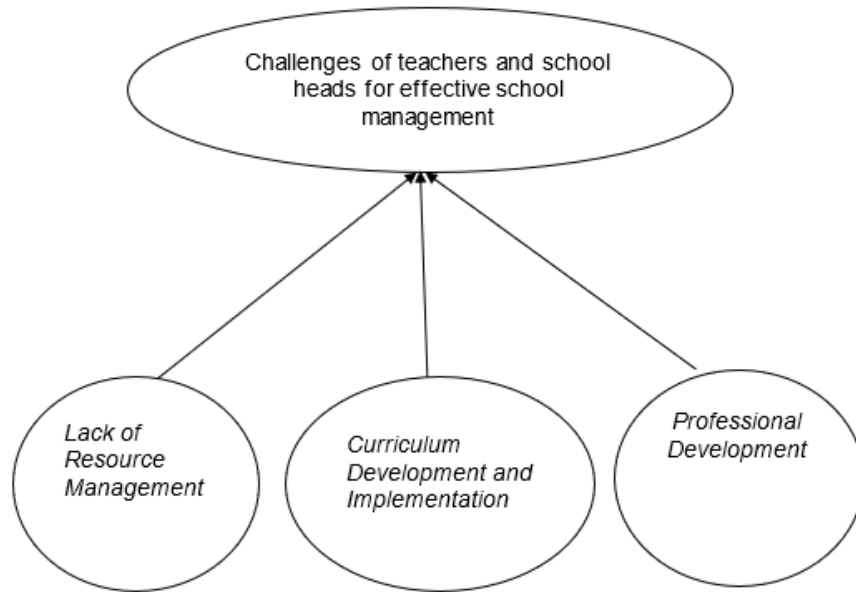 Challenges of teachers and school
heads for effective school
management
Lack of
Resource
Management
Curriculum
Development and
Implementation
Professional
Development